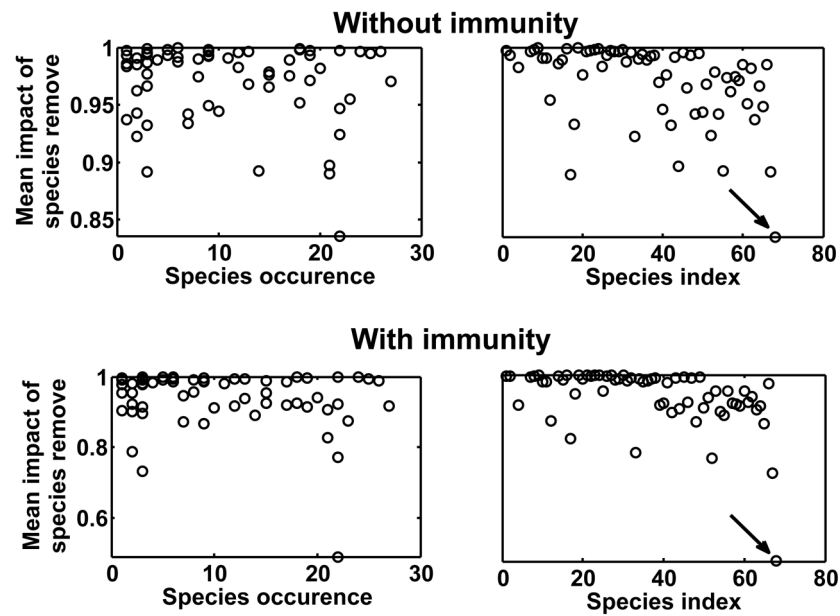 Without immunity
Mean impact of
species remove
1
0.95
0.9
0.85
0 10 20 30
Species occurence
0 20 40 60 80
Species index
With immunity
Mean impact of
species remove
1
0.8
0.6
0 10 20 30
Species occurence
0 20 40 60 80
Species index